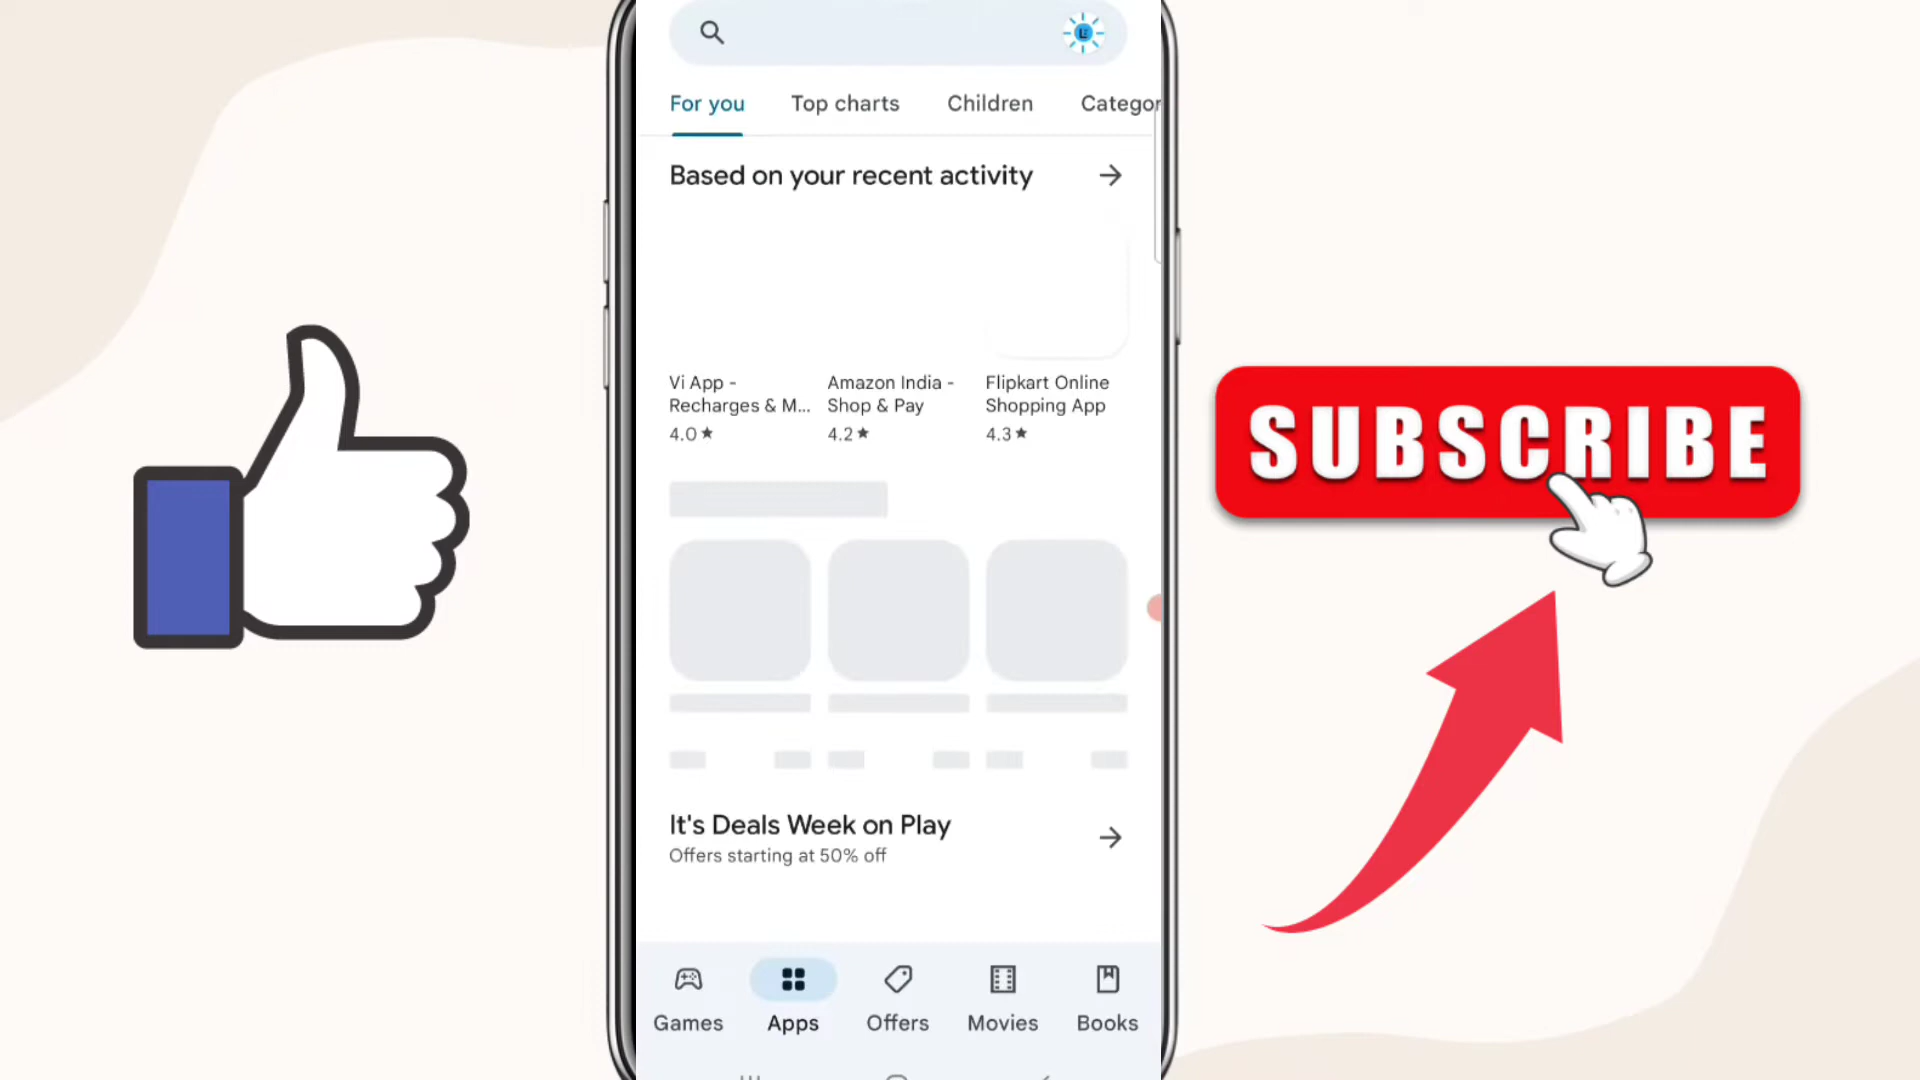 For you
Top charts
Children
Categor
Based on your recent activity
Vi App -
Recharges & M...
4.0★
Amazon India -
Shop & Pay
4.2★
Flipkart Online
Shopping App
4.3★
SUBSCRIBE
It's Deals Week on Play
Offers starting at 50% off
Games
Apps
Offers
Movies
Books